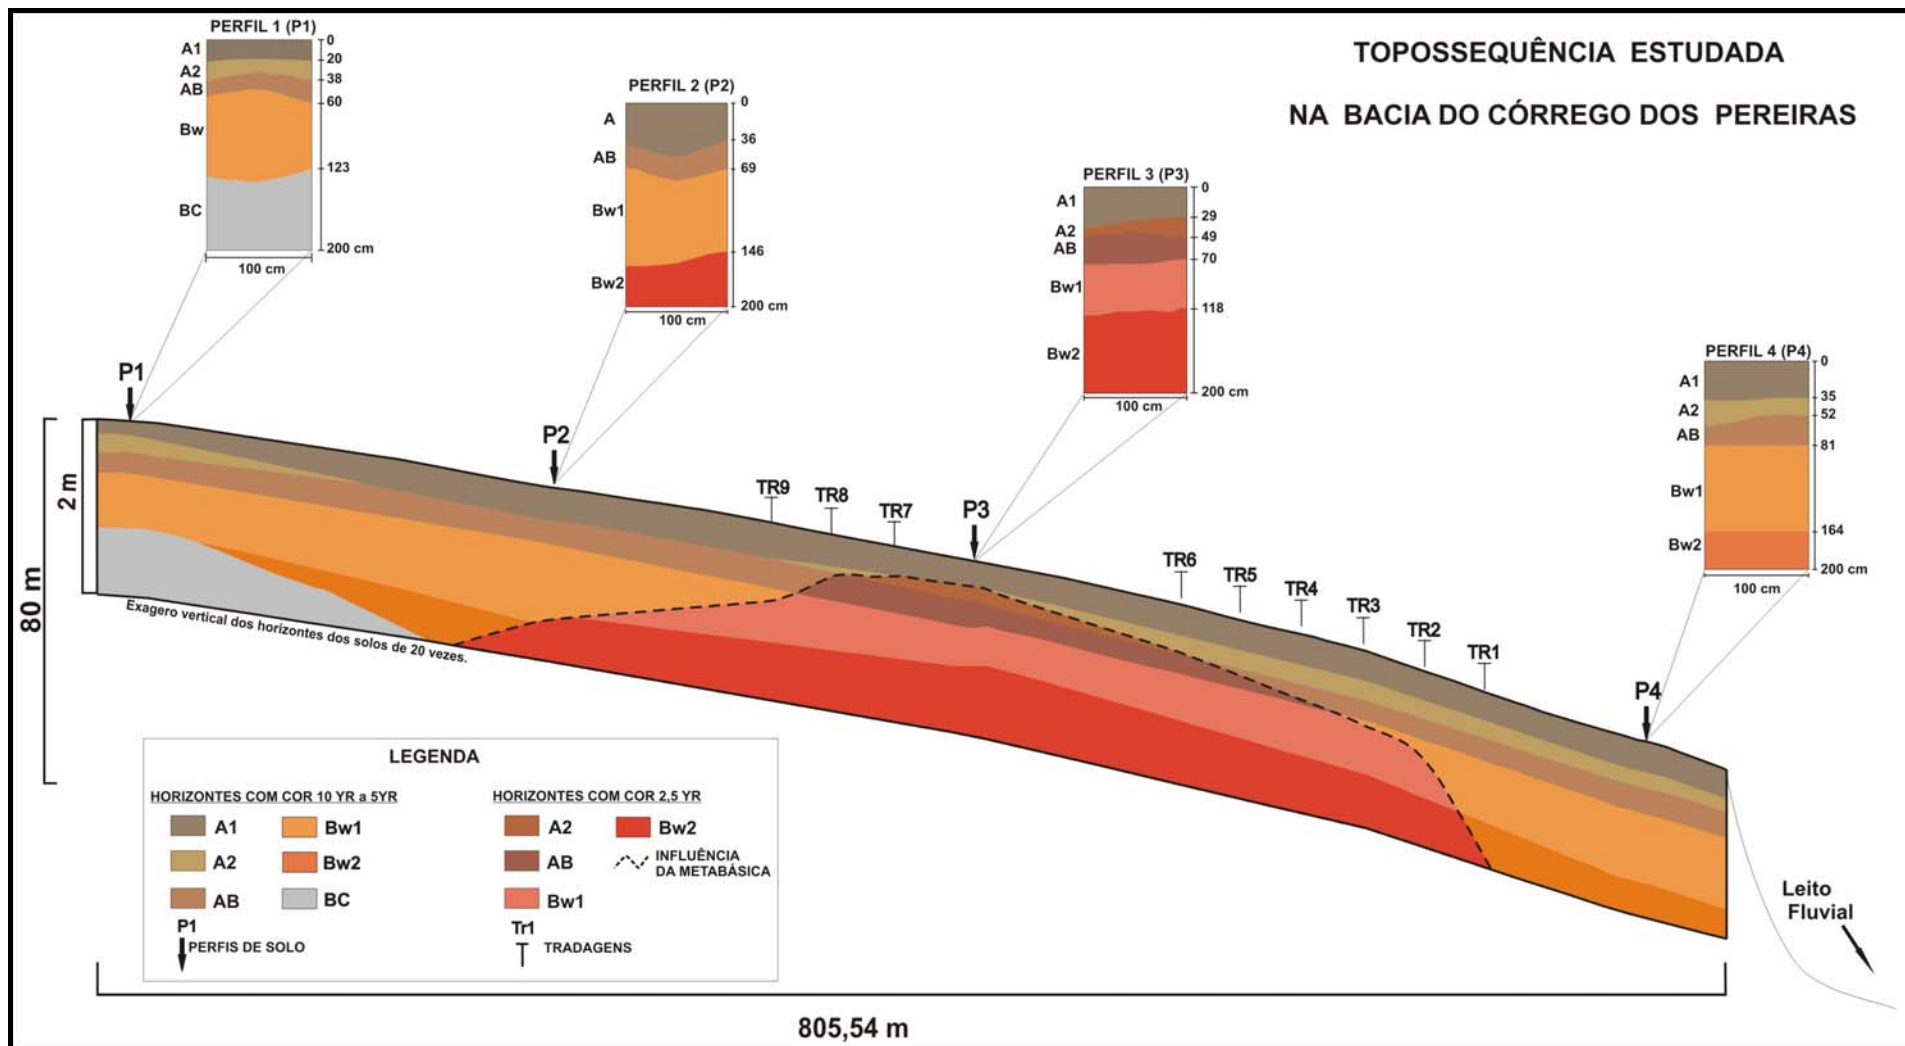 TOPOSSEQUÊNCIA ESTUDADA
NA BACIA DO CÓRREGO DOS PEREIRAS
PERFIL 1 (P1)
A1
A2
AB
Bw
BC
0
20
38
60
123
200 cm
100 cm
PERFIL 2 (P2)
A
AB
Bw1
Bw2
0
36
69
146
200 cm
100 cm
PERFIL 3 (P3)
A1
A2
AB
Bw1
Bw2
0
29
49
70
118
200 cm
100 cm
PERFIL 4 (P4)
A1
A2
AB
Bw1
Bw2
0
35
52
81
164
200 cm
100 cm
P1
P2
TR9
TR8
TR7
P3
TR6
TR5
TR4
TR3
TR2
TR1
P4
2 m
80 m
Exagero vertical dos horizontes dos solos de 20 vezes.
LEGENDA
HORIZONTES COM COR 10 YR a 5YR
A1
Bw1
A2
Bw2
AB
BC
P1
PERFIS DE SOLO
HORIZONTES COM COR 2,5 YR
A2
Bw2
AB
INFLUÊNCIA
DA METABÁSICA
Bw1
Tr1
TRADAGENS
Leito
Fluvial
805,54 m